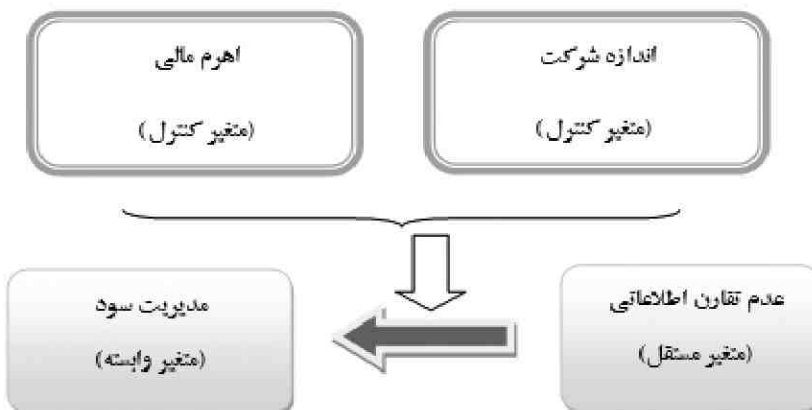 اندازه شرکت
(متغیر کنترل)
اهرم مالی
(متغیر کنترل)
عدم تقارن اطلاعاتی
(متغیر مستقل)
مدیریت سود
(متغیر وابسته)